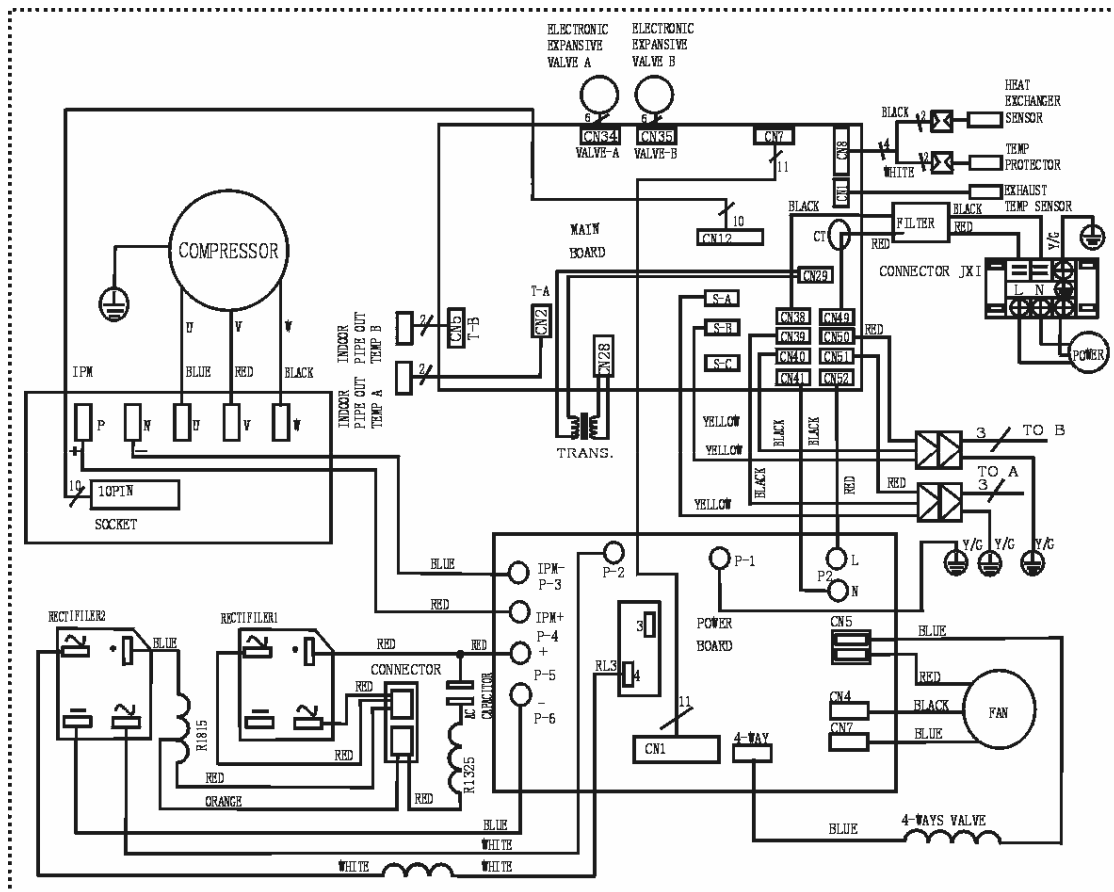 ELECTRONIC
EXPANSIVE
VALVE A
ELECTRONIC
EXPANSIVE
VALVE B
6
6
CN34
CN35
VALVE-A
VALVE-B
CN7
11
CN8
4
BLACK
WHITE
2
2
HEAT
EXCHANGER
SENSOR
TEMP
PROTECTOR
CN1
EXHAUST
TEMP SENSOR
COMPRESSOR
MAIN
BOARD
10
CN12
BLACK
CT
RED
FILTER
BLACK
RED
Y/G
CONNECTOR JX1
L N
POWER
CN29
T-A
CN2
CN5
T-B
2
INDOOR
PIPE OUT
TEMP B
2
INDOOR
PIPE OUT
TEMP A
S-A
S-B
S-C
CN38
CN39
CN40
CN41
CN49
CN50
CN51
CN52
RED
CN28
TRANS.
U
V
W
BLUE
RED
BLACK
IPM
P
N
U
V
W
+
-
10
10PIN
SOCKET
YELLOW
YELLOW
YELLOW
BLACK
BLACK
BLACK
RED
RED
3
TO B
TO A
3
Y/G
Y/G
Y/G
BLUE
RED
IPM-
P-3
IPM+
P-4
+
P-5
-
P-6
P-2
P-1
P2
L
N
POWER
BOARD
3
RL3
4
11
CN1
4-WAY
CN5
CN4
CN7
BLUE
RED
BLACK
BLUE
FAN
RECTIFILER2
RECTIFILER1
BLUE
RED
RED
CONNECTOR
RED
RED
RED
ORANGE
RED
AC
CAPACITOR
R1815
R1325
BLUE
WHITE
WHITE
WHITE
BLUE
4-WAYS VALVE